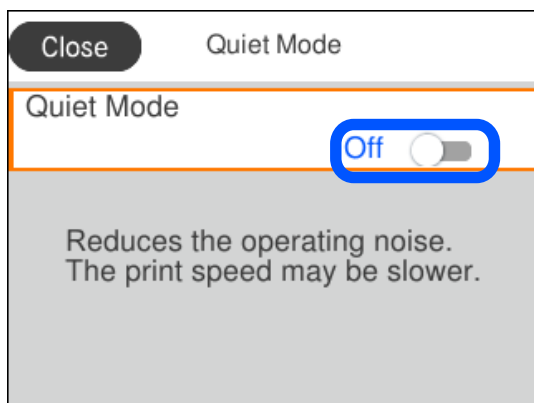 Close
Quiet Mode
Quiet Mode
Off
Reduces the operating noise.
The print speed may be slower.